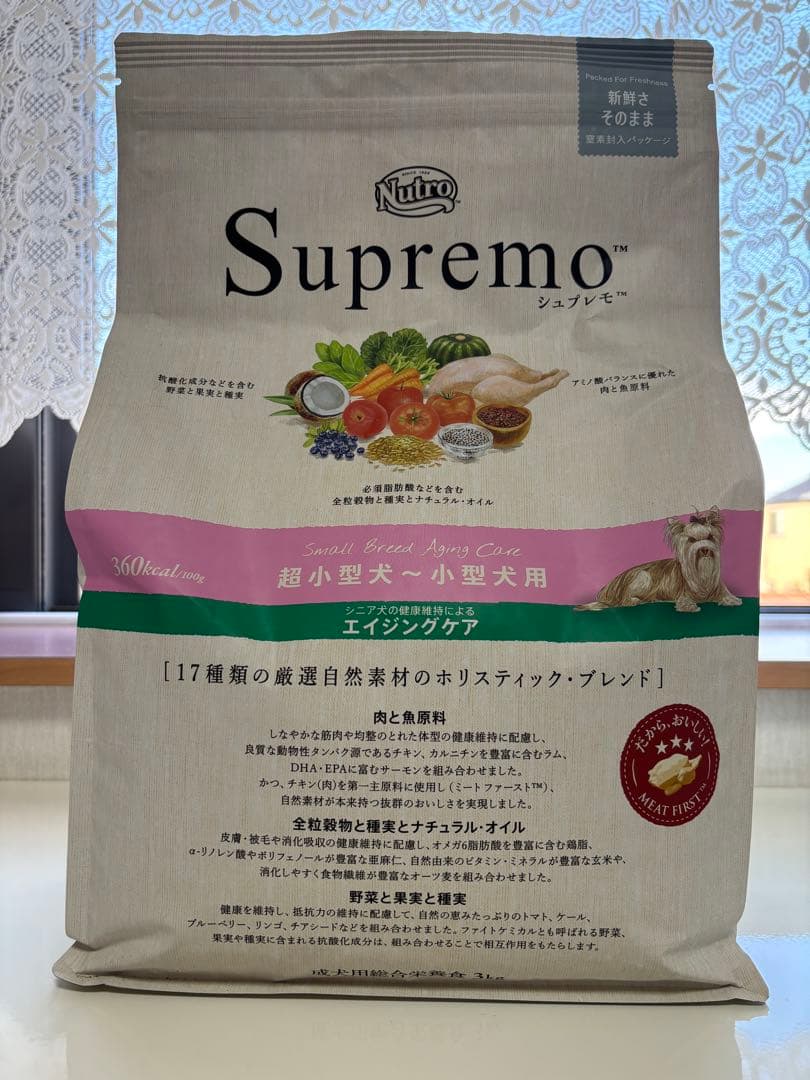 Packed For Freshness
新鮮さ
そのまま
窒素封入パッケージ
SINCE 1926
Nutro™
Supremo™
シュプレモ™
抗酸化成分などを含む
野菜と果実と種実
アミノ酸バランスに優れた
肉と魚原料
必須脂肪酸などを含む
全粒穀物と種実とナチュラル・オイル
Small Breed Aging Care
360kcal/100g
超小型犬～小型犬用
シニア犬の健康維持による
エイジングケア
[17種類の厳選自然素材のホリスティック・ブレンド]
肉と魚原料
しなやかな筋肉や均整のとれた体型の健康維持に配慮し、
良質な動物性タンパク源であるチキン、カルニチンを豊富に含むラム、
DHA・EPAに富むサーモンを組み合わせました。
かつ、チキン(肉)を第一主原料に使用し(ミートファースト™)、
自然素材が本来持つ抜群のおいしさを実現しました。
だから、おいしい!
MEAT FIRST™
全粒穀物と種実とナチュラル・オイル
皮膚・被毛や消化吸収の健康維持に配慮し、オメガ6脂肪酸を豊富に含む鶏脂、
α-リノレン酸やポリフェノールが豊富な亜麻仁、自然由来のビタミン・ミネラルが豊富な玄米や、
消化しやすく食物繊維が豊富なオーツ麦を組み合わせました。
野菜と果実と種実
健康を維持し、抵抗力の維持に配慮して、自然の恵みたっぷりのトマト、ケール、
ブルーベリー、リンゴ、チアシードなどを組み合わせました。ファイトケミカルとも呼ばれる野菜、
果実や種実に含まれる抗酸化成分は、組み合わせることで相互作用をもたらします。
成犬用総合栄養食 3kg